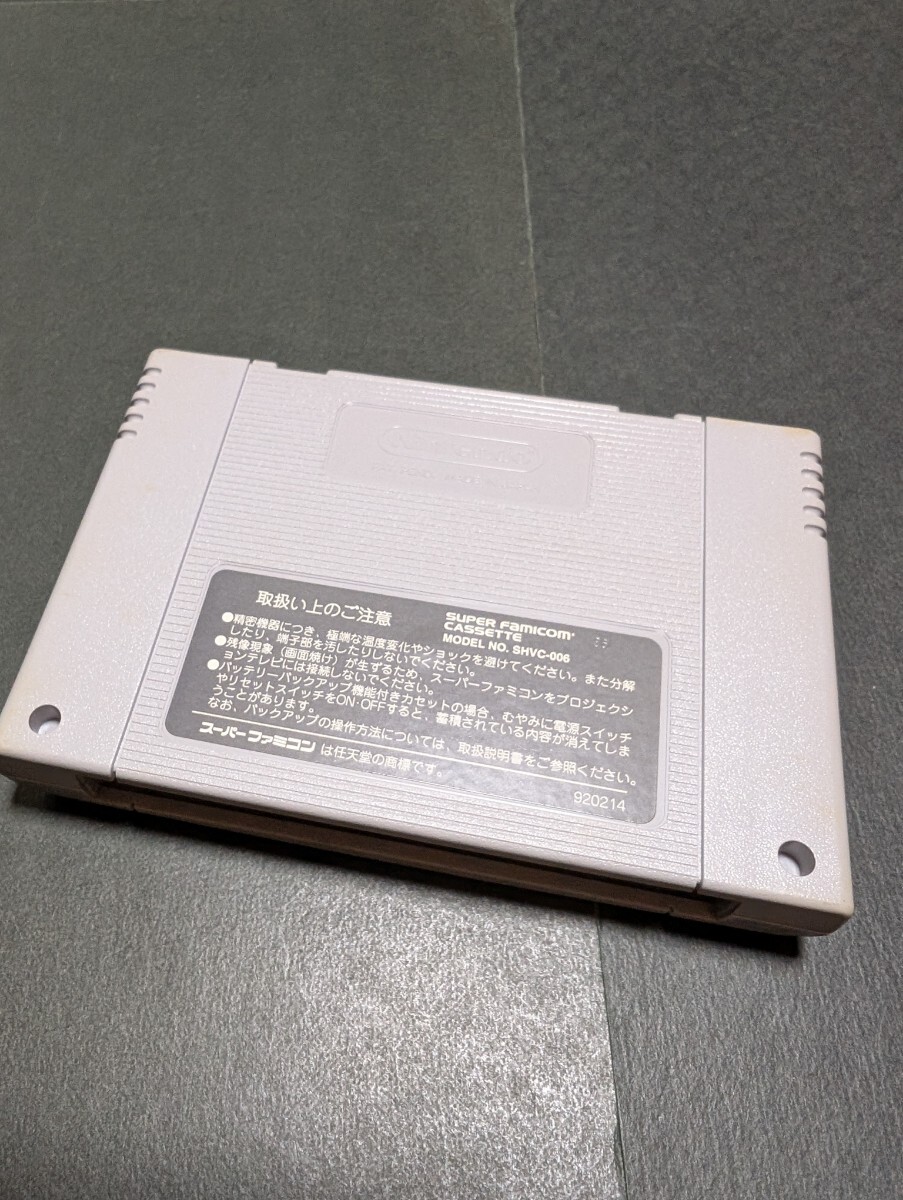 Nintendo
取扱い上のご注意
SUPER FAMICOM
CASSETTE
MODEL NO. SHVC-006
●精密機器につき、極端な温度変化やショックを避けてください。また分解
したり、端子部を汚したりしないでください。
●残像現象(画面焼け)が生ずるため、スーパーファミコンをプロジェクシ
ョンテレビには接続しないでください。
●バッテリーバックアップ機能付きカセットの場合、むやみに電源スイッチ
やリセットスイッチをON・OFFすると、蓄積されている内容が消えてしま
うことがあります。
なお、バックアップの操作方法については、取扱説明書をご参照ください。
スーパーファミコン は任天堂の商標です。
920214